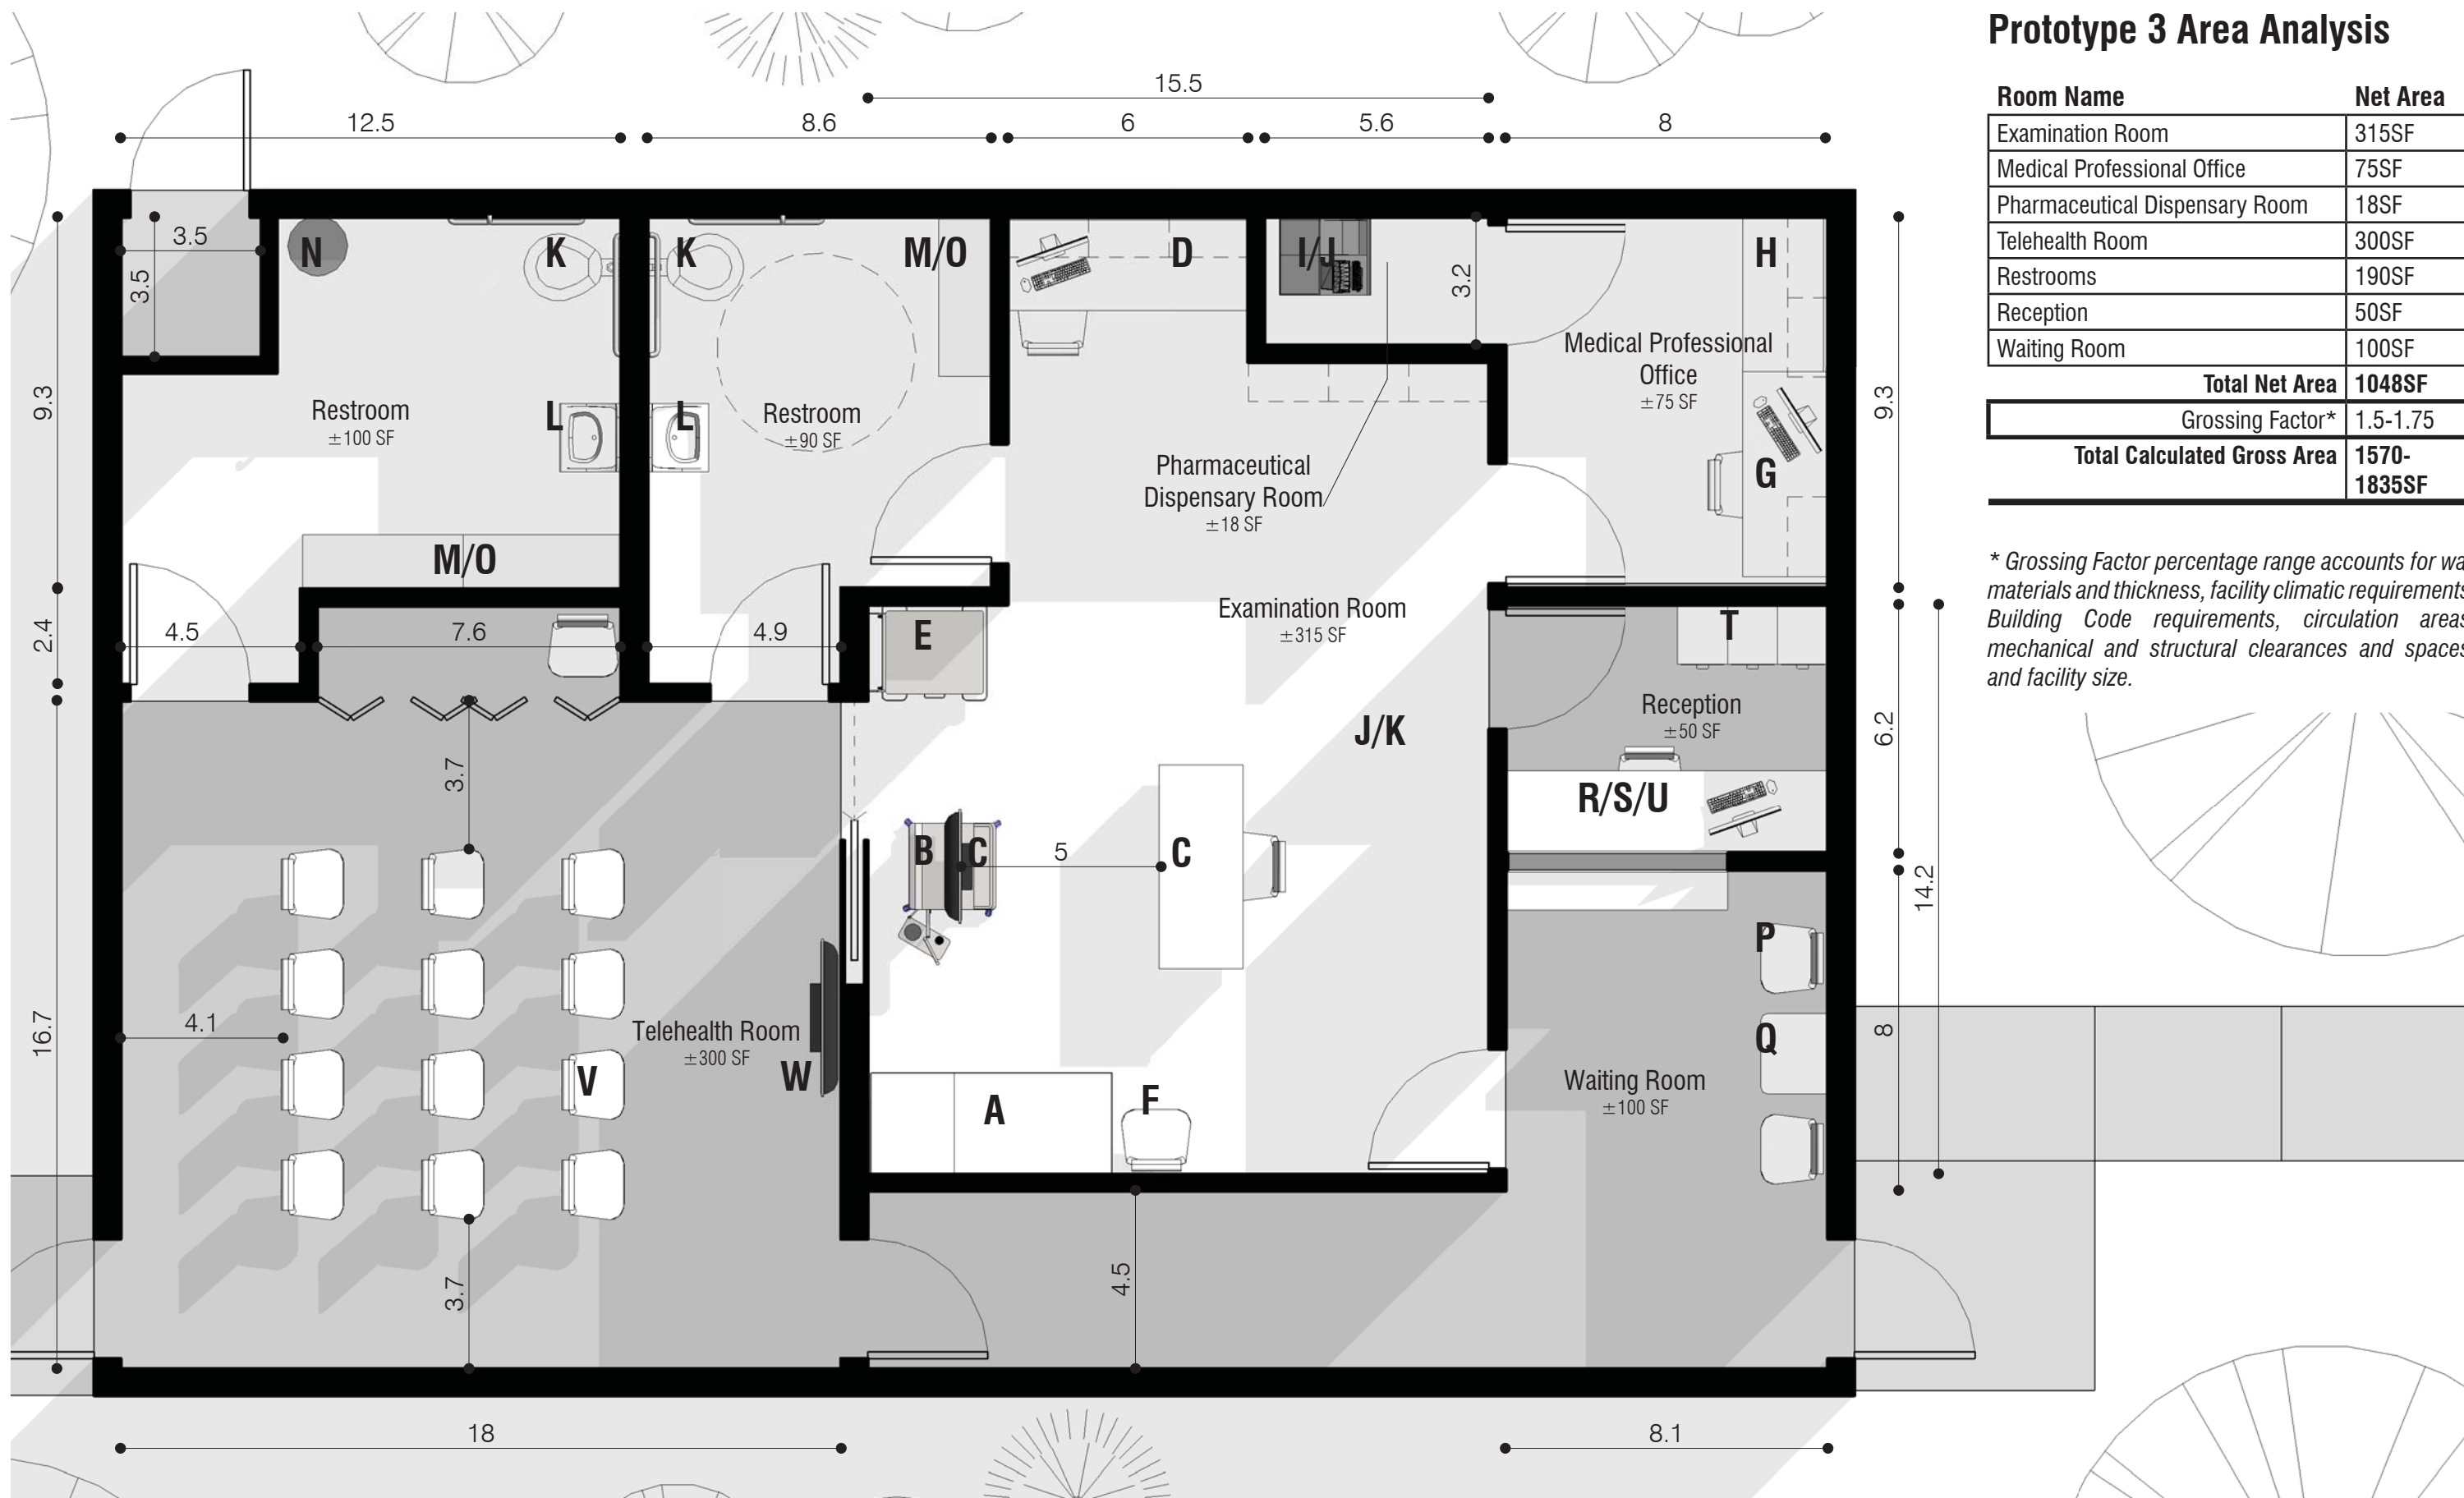 Prototype 3 Area Analysis
Room Name Net Area
Examination Room 315SF
Medical Professional Office 75SF
Pharmaceutical Dispensary Room 18SF
Telehealth Room 300SF
Restrooms 190SF
Reception 50SF
Waiting Room 100SF
Total Net Area 1048SF
Grossing Factor* 1.5-1.75
Total Calculated Gross Area 1570-
1835SF
* Grossing Factor percentage range accounts for
materials and thickness, facility climatic requirements
Building Code requirements, circulation areas
mechanical and structural clearances and spaces
and facility size.
15.5
12.5 8.6 6 5.6 8
3.5
3.5
N K K M/O D I/J H
3.2
9.3
Restroom
±100 SF
L L
Restroom
±90 SF
Medical Professional
Office
±75 SF
9.3
G
Pharmaceutical
Dispensary Room
±18 SF
M/O
2.4
4.5 7.6 4.9
E
Examination Room
±315 SF
T
Reception
±50 SF
6.2
J/K
3.7
R/S/U
B C 5 C
14.2
P
Q
8
16.7
4.1
Telehealth Room
±300 SF
V W
A F
Waiting Room
±100 SF
3.7
4.5
18 8.1